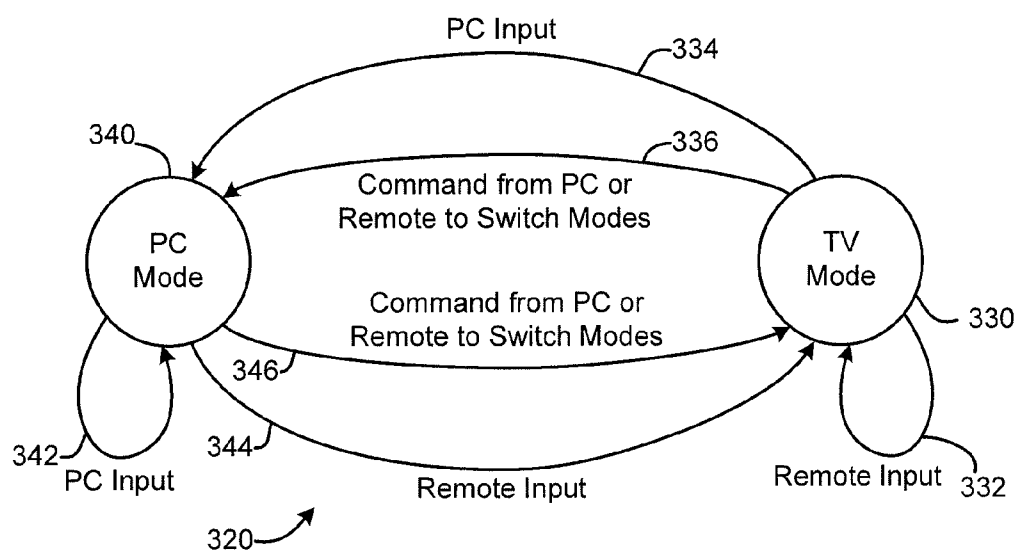 PC Input
334
340
336
Command from PC or
Remote to Switch Modes
PC
Mode
TV
Mode
Command from PC or
Remote to Switch Modes
330
346
342
344
PC Input
Remote Input
Remote Input
332
320